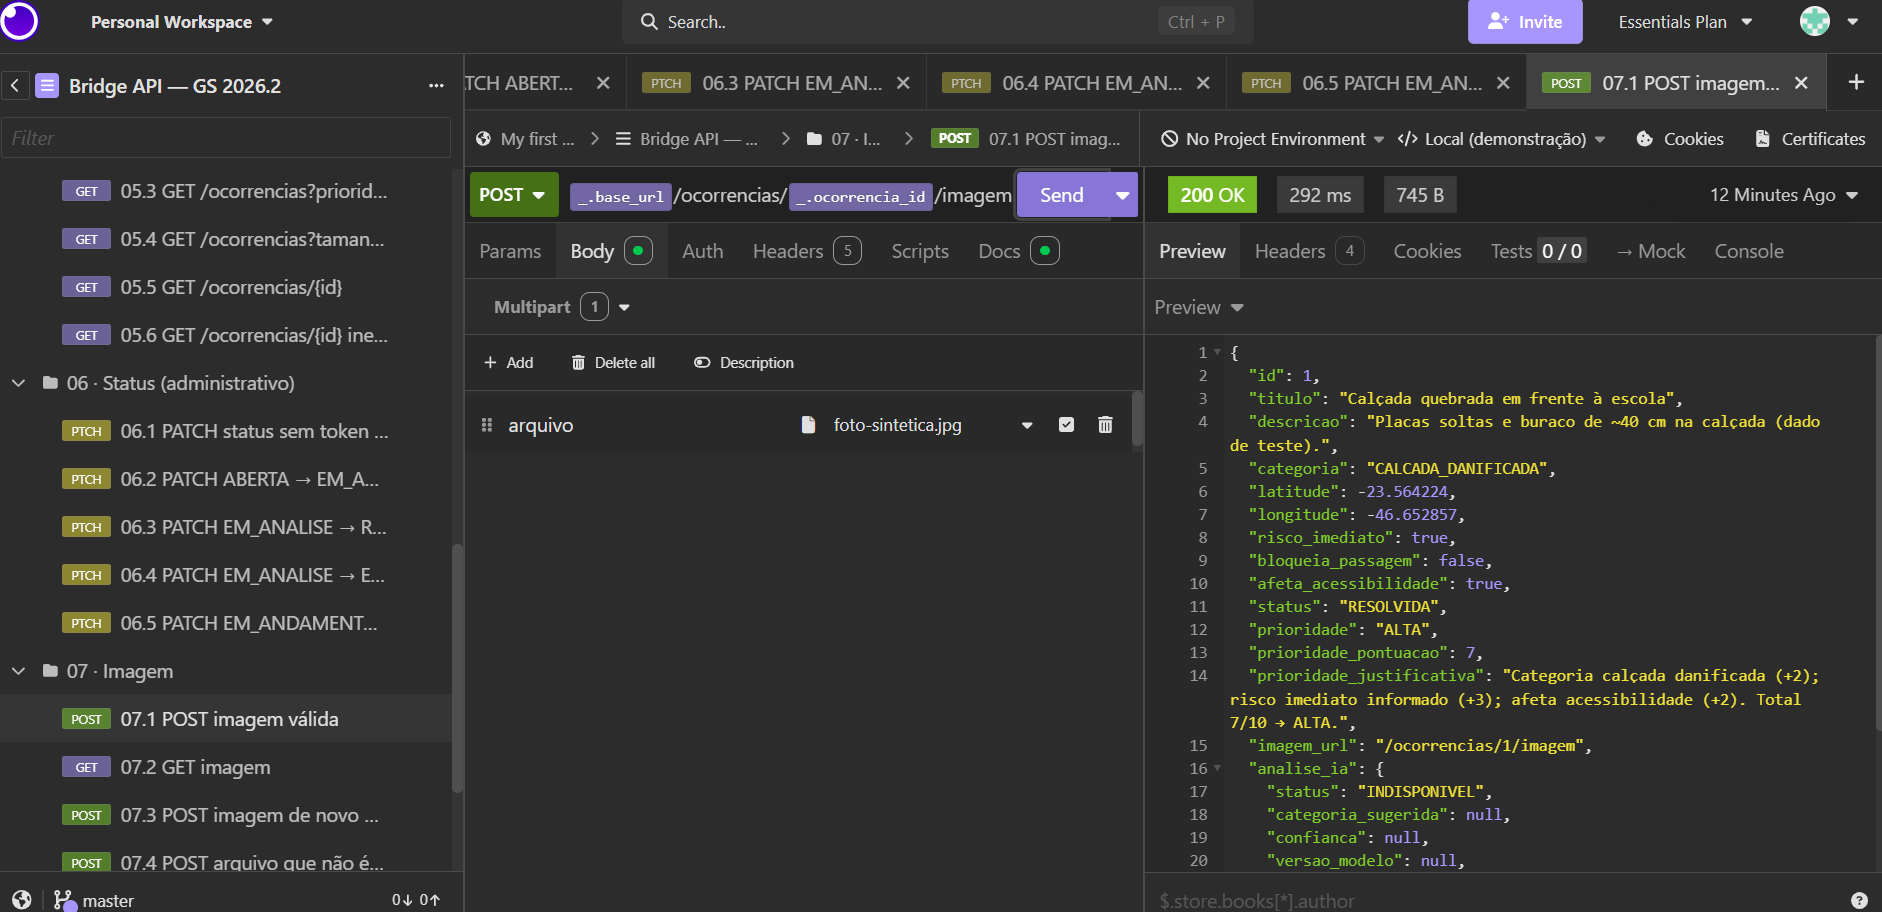 Personal Workspace
Search..
Ctrl + P
Invite
Essentials Plan
Bridge API — GS 2026.2
Filter
GET 05.3 GET /ocorrencias?priorid...
GET 05.4 GET /ocorrencias?taman...
GET 05.5 GET /ocorrencias/{id}
GET 05.6 GET /ocorrencias/{id} ine...
06 · Status (administrativo)
PTCH 06.1 PATCH status sem token ...
PTCH 06.2 PATCH ABERTA → EM_A...
PTCH 06.3 PATCH EM_ANALISE → R...
PTCH 06.4 PATCH EM_ANALISE → E...
PTCH 06.5 PATCH EM_ANDAMENT...
07 · Imagem
POST 07.1 POST imagem válida
GET 07.2 GET imagem
POST 07.3 POST imagem de novo ...
POST 07.4 POST arquivo que não é...
master
0↓ 0↑
TCH ABERT...
PTCH 06.3 PATCH EM_AN...
PTCH 06.4 PATCH EM_AN...
PTCH 06.5 PATCH EM_AN...
POST 07.1 POST imagem...
My first ... > Bridge API — ... > 07 · I... > POST 07.1 POST imag...
No Project Environment
</> Local (demonstração)
Cookies
Certificates
POST _.base_url/ocorrencias/_.ocorrencia_id/imagem
Send
200 OK
292 ms
745 B
12 Minutes Ago
Params
Body
Auth
Headers 5
Scripts
Docs
Preview
Headers 4
Cookies
Tests 0 / 0
→ Mock
Console
Multipart 1
Preview
+ Add
Delete all
Description
arquivo
foto-sintetica.jpg
1 {
2 "id": 1,
3 "titulo": "Calçada quebrada em frente à escola",
4 "descricao": "Placas soltas e buraco de ~40 cm na calçada (dado
de teste).",
5 "categoria": "CALCADA_DANIFICADA",
6 "latitude": -23.564224,
7 "longitude": -46.652857,
8 "risco_imediato": true,
9 "bloqueia_passagem": false,
10 "afeta_acessibilidade": true,
11 "status": "RESOLVIDA",
12 "prioridade": "ALTA",
13 "prioridade_pontuacao": 7,
14 "prioridade_justificativa": "Categoria calçada danificada (+2);
risco imediato informado (+3); afeta acessibilidade (+2). Total
7/10 → ALTA.",
15 "imagem_url": "/ocorrencias/1/imagem",
16 "analise_ia": {
17 "status": "INDISPONIVEL",
18 "categoria_sugerida": null,
19 "confianca": null,
20 "versao_modelo": null,
$.store.books[*].author